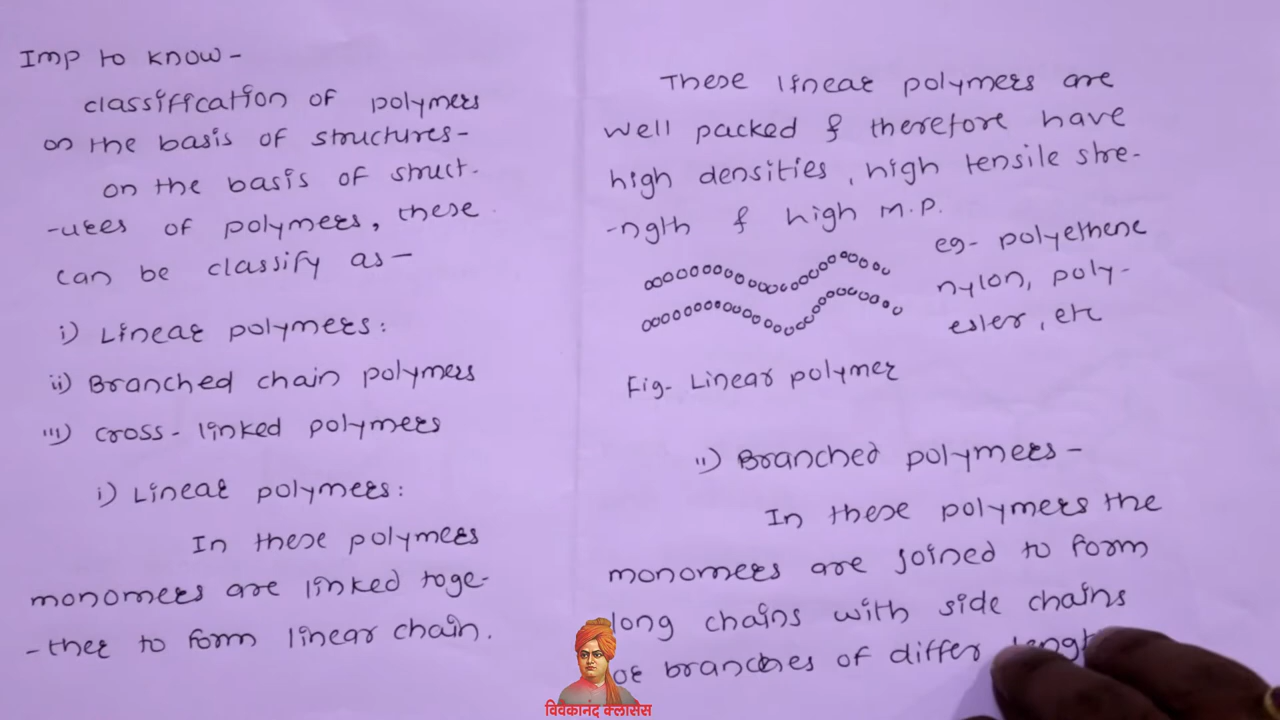 Imp to know-
classification of polymers
on the basis of structures-
on the basis of struct-
-ures of polymers, these
can be classify as-
i) Linear polymers:
ii) Branched chain polymers
iii) cross-linked polymers
i) Linear polymers:
In these polymers
monomers are linked toge-
-ther to form linear chain.
These linear polymers are
well packed & therefore have
high densities, high tensile stre-
-ngth & high M.P.
eg- polyethene
nylon, poly-
ester, etc
Fig- Linear polymer
ii) Branched polymers-
In these polymers the
monomers are joined to form
long chains with side chains
or branches of differ
विवेकानंद क्लासेस